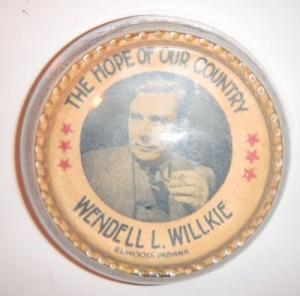 THE HOPE OF OUR COUNTRY
WENDELL L. WILLKIE
ELWOOD, INDIANA